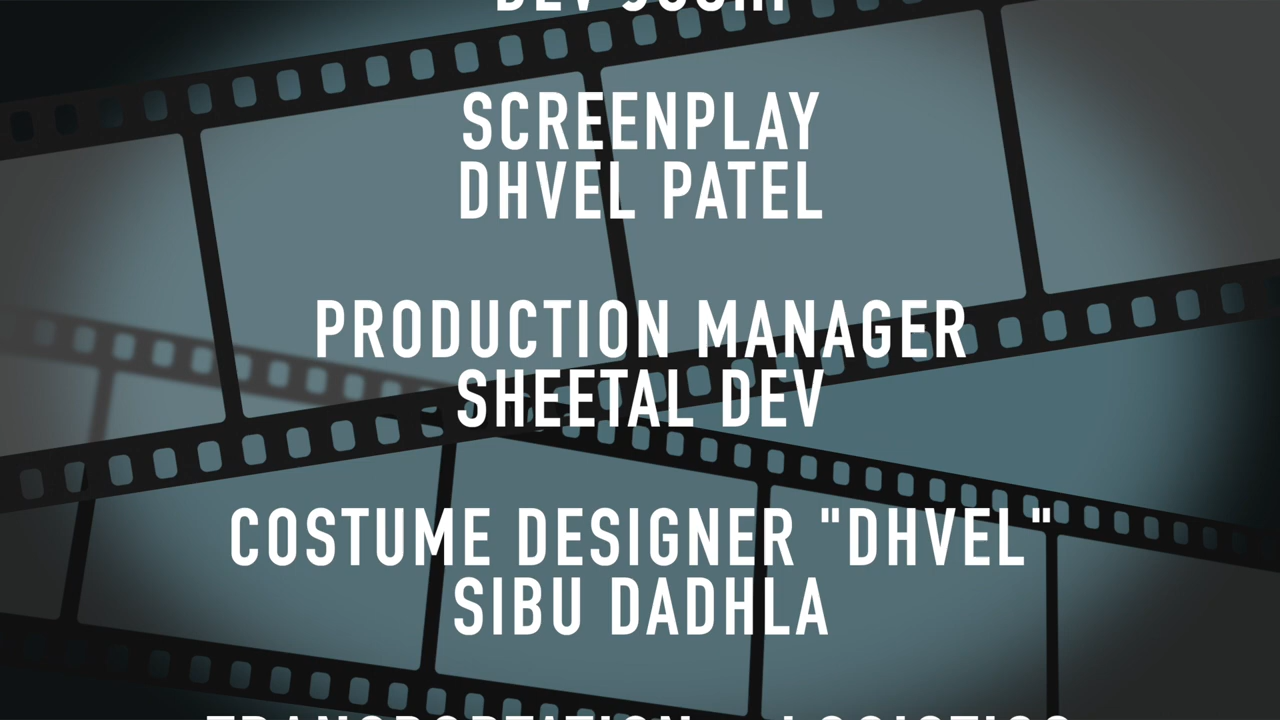 SCREENPLAY
DHVEL PATEL
PRODUCTION MANAGER
SHEETAL DEV
COSTUME DESIGNER "DHVEL"
SIBU DADHLA